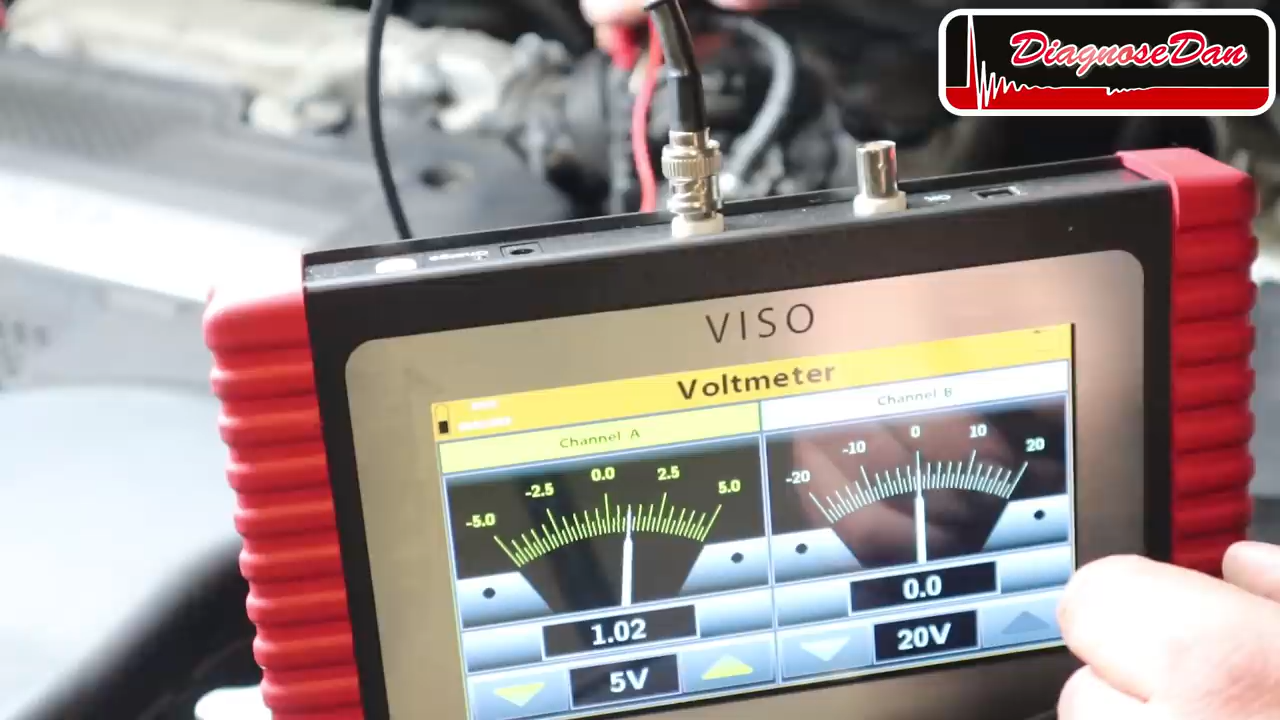 DiagnoseDan
Charge
VISO
Voltmeter
Channel A
Channel B
-5.0 -2.5 0.0 2.5 5.0
-20 -10 0 10 20
1.02
0.0
5V
20V